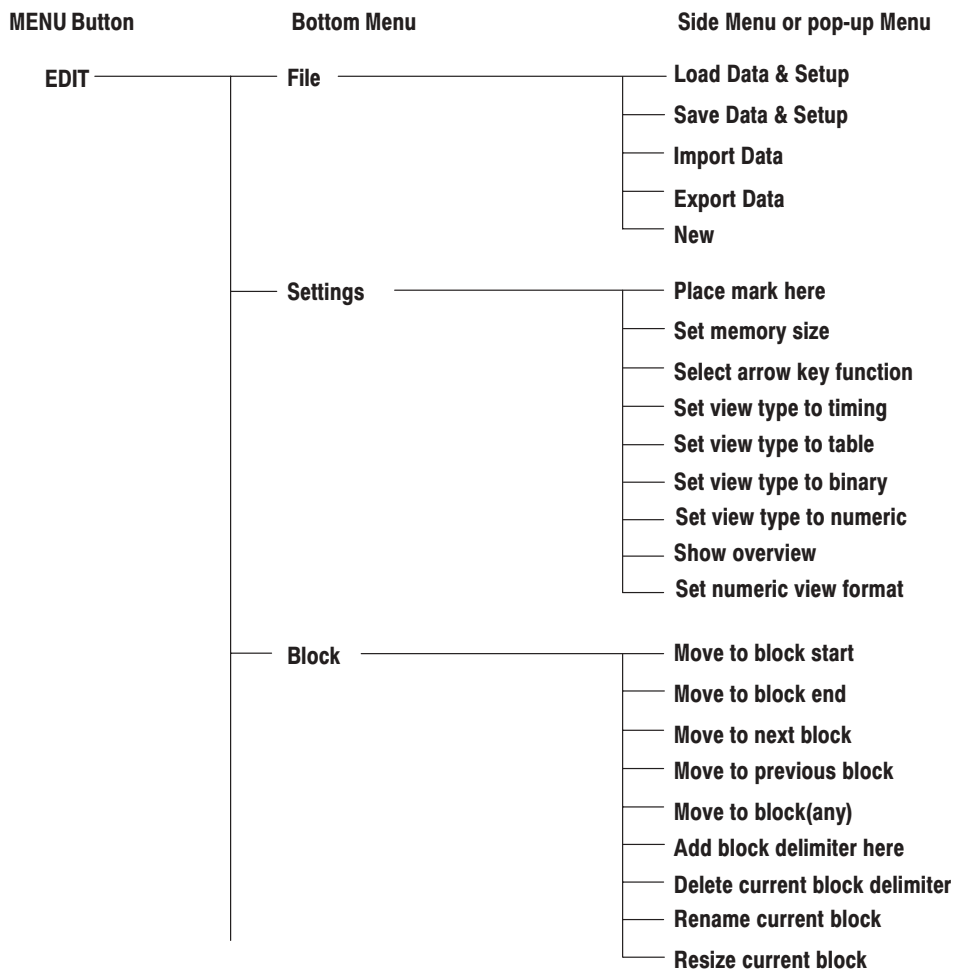 MENU Button Bottom Menu Side Menu or pop-up Menu
EDIT File Load Data & Setup
Save Data & Setup
Import Data
Export Data
New
Settings Place mark here
Set memory size
Select arrow key function
Set view type to timing
Set view type to table
Set view type to binary
Set view type to numeric
Show overview
Set numeric view format
Block Move to block start
Move to block end
Move to next block
Move to previous block
Move to block(any)
Add block delimiter here
Delete current block delimiter
Rename current block
Resize current block